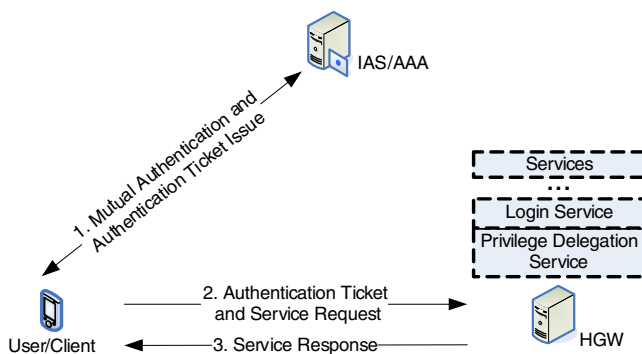 IAS/AAA
1. Mutual Authentication and
Authentication Ticket Issue
Services
...
Login Service
Privilege Delegation
Service
2. Authentication Ticket
and Service Request
User/Client
3. Service Response
HGW